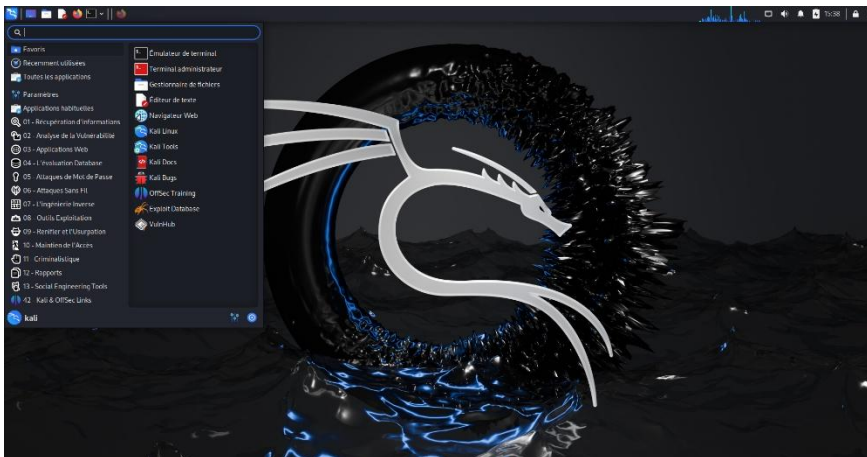 15:38
Favoris
Récemment utilisées
Toutes les applications
Paramètres
Applications habituelles
01 - Récupération d'Informations
02 - Analyse de la Vulnérabilité
03 - Applications Web
04 - L'évaluation Database
05 - Attaques de Mot de Passe
06 - Attaques Sans Fil
07 - L'ingénierie Inverse
08 - Outils Exploitation
09 - Renifler et l'Usurpation
10 - Maintien de l'Accès
11 - Criminalistique
12 - Rapports
13 - Social Engineering Tools
42 - Kali & OffSec Links
Émulateur de terminal
Terminal administrateur
Gestionnaire de fichiers
Éditeur de texte
Navigateur Web
Kali Linux
Kali Tools
Kali Docs
Kali Bugs
OffSec Training
Exploit Database
VulnHub
kali